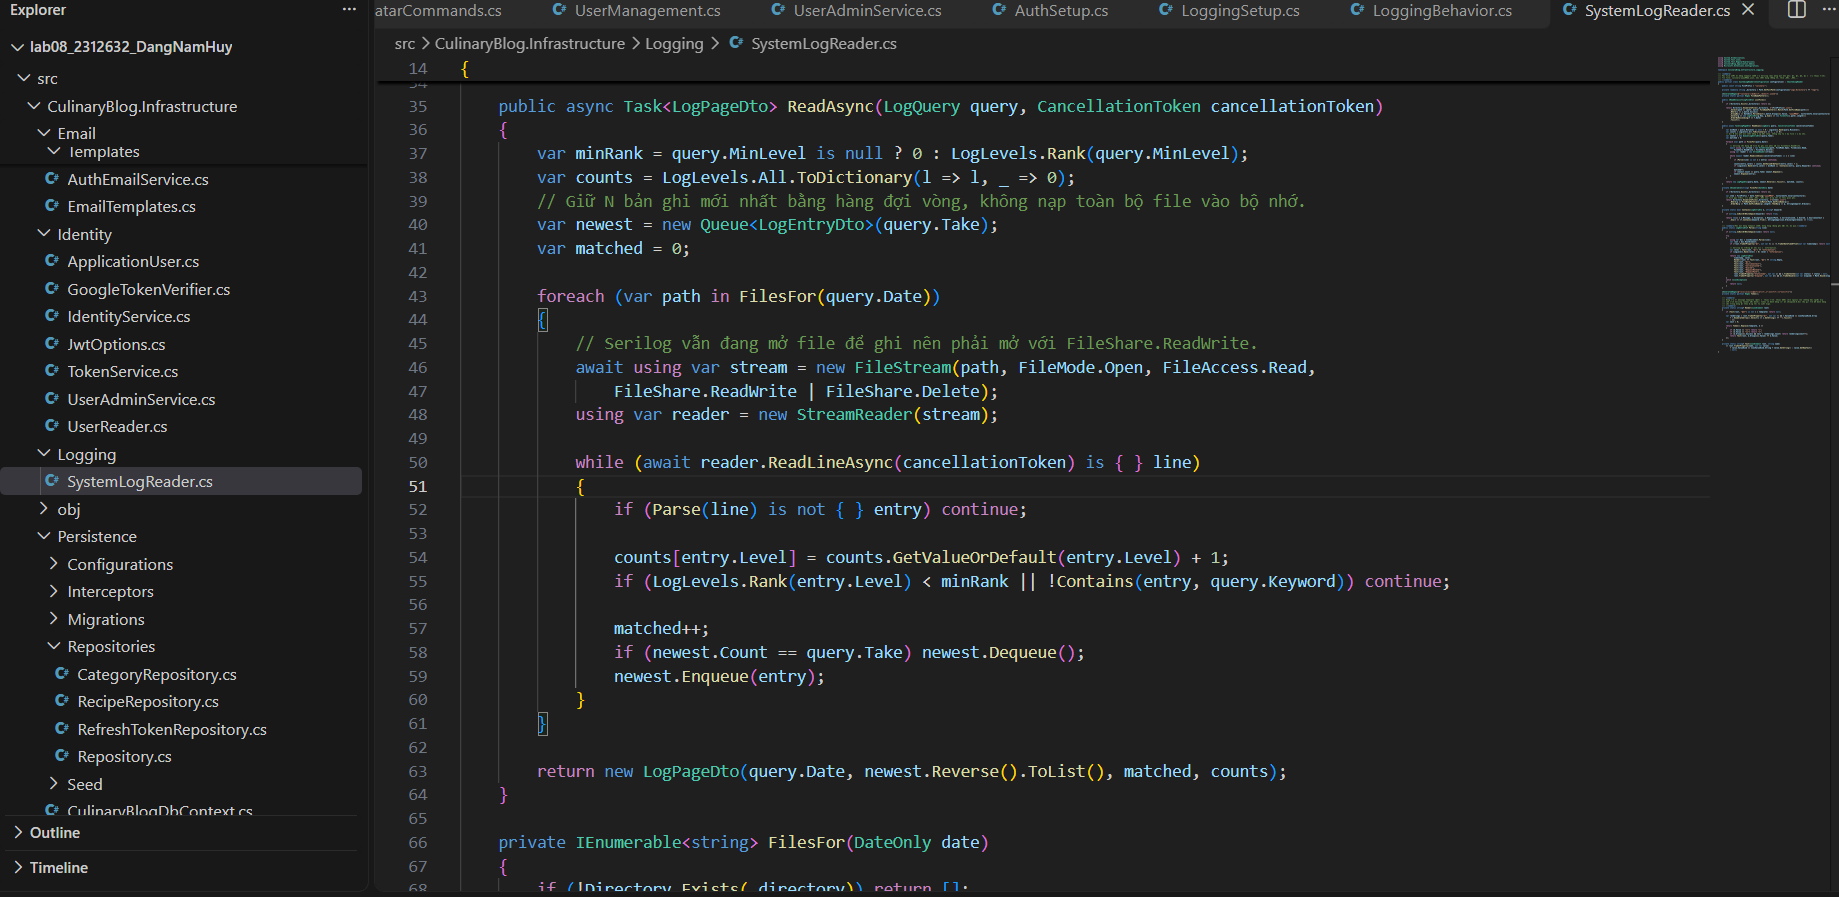 Explorer
lab08_2312632_DangNamHuy
src
CulinaryBlog.Infrastructure
Email
Templates
AuthEmailService.cs
EmailTemplates.cs
Identity
ApplicationUser.cs
GoogleTokenVerifier.cs
IdentityService.cs
JwtOptions.cs
TokenService.cs
UserAdminService.cs
UserReader.cs
Logging
SystemLogReader.cs
obj
Persistence
Configurations
Interceptors
Migrations
Repositories
CategoryRepository.cs
RecipeRepository.cs
RefreshTokenRepository.cs
Repository.cs
Seed
CulinaryBlogDbContext.cs
Outline
Timeline
atarCommands.cs UserManagement.cs UserAdminService.cs AuthSetup.cs LoggingSetup.cs LoggingBehavior.cs SystemLogReader.cs
src > CulinaryBlog.Infrastructure > Logging > SystemLogReader.cs
14 {
34
35 public async Task<LogPageDto> ReadAsync(LogQuery query, CancellationToken cancellationToken)
36 {
37 var minRank = query.MinLevel is null ? 0 : LogLevels.Rank(query.MinLevel);
38 var counts = LogLevels.All.ToDictionary(l => l, _ => 0);
39 // Giữ N bản ghi mới nhất bằng hàng đợi vòng, không nạp toàn bộ file vào bộ nhớ.
40 var newest = new Queue<LogEntryDto>(query.Take);
41 var matched = 0;
42
43 foreach (var path in FilesFor(query.Date))
44 {
45 // Serilog vẫn đang mở file để ghi nên phải mở với FileShare.ReadWrite.
46 await using var stream = new FileStream(path, FileMode.Open, FileAccess.Read,
47 FileShare.ReadWrite | FileShare.Delete);
48 using var reader = new StreamReader(stream);
49
50 while (await reader.ReadLineAsync(cancellationToken) is { } line)
51 {
52 if (Parse(line) is not { } entry) continue;
53
54 counts[entry.Level] = counts.GetValueOrDefault(entry.Level) + 1;
55 if (LogLevels.Rank(entry.Level) < minRank || !Contains(entry, query.Keyword)) continue;
56
57 matched++;
58 if (newest.Count == query.Take) newest.Dequeue();
59 newest.Enqueue(entry);
60 }
61 }
62
63 return new LogPageDto(query.Date, newest.Reverse().ToList(), matched, counts);
64 }
65
66 private IEnumerable<string> FilesFor(DateOnly date)
67 {
68 if (!Directory.Exists(_directory)) return [];